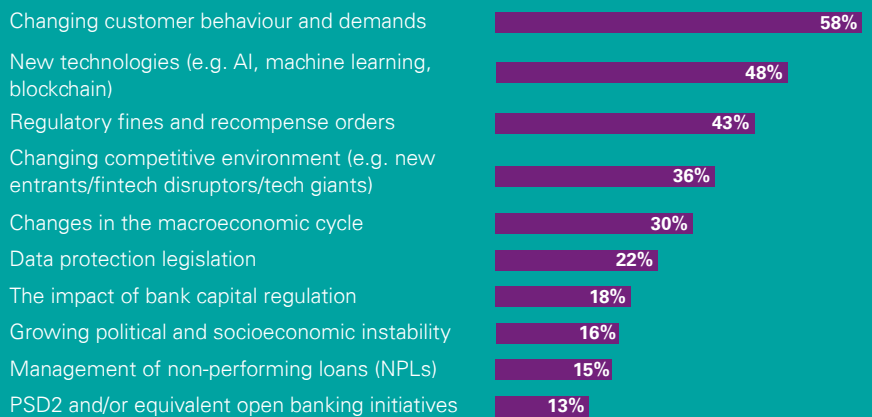 Changing customer behaviour and demands 58%
New technologies (e.g. AI, machine learning,
blockchain) 48%
Regulatory fines and recompense orders 43%
Changing competitive environment (e.g. new
entrants/fintech disruptors/tech giants) 36%
Changes in the macroeconomic cycle 30%
Data protection legislation 22%
The impact of bank capital regulation 18%
Growing political and socioeconomic instability 16%
Management of non-performing loans (NPLs) 15%
PSD2 and/or equivalent open banking initiatives 13%